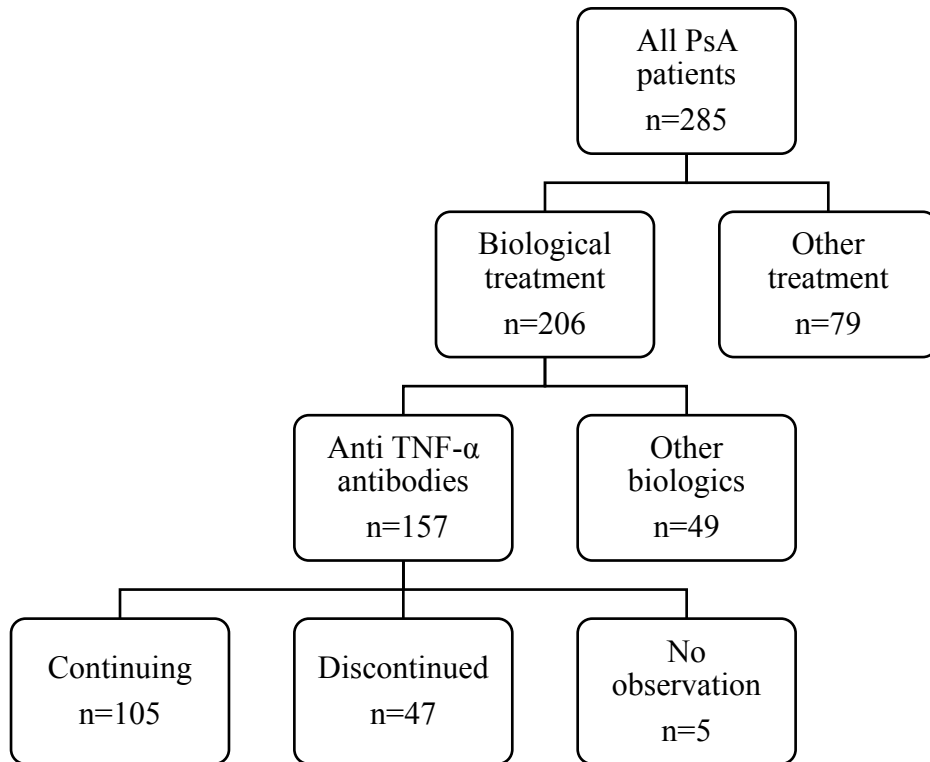 All PsA
patients
n=285
Biological
treatment
n=206
Other
treatment
n=79
Anti TNF-α
antibodies
n=157
Other
biologics
n=49
Continuing
n=105
Discontinued
n=47
No
observation
n=5